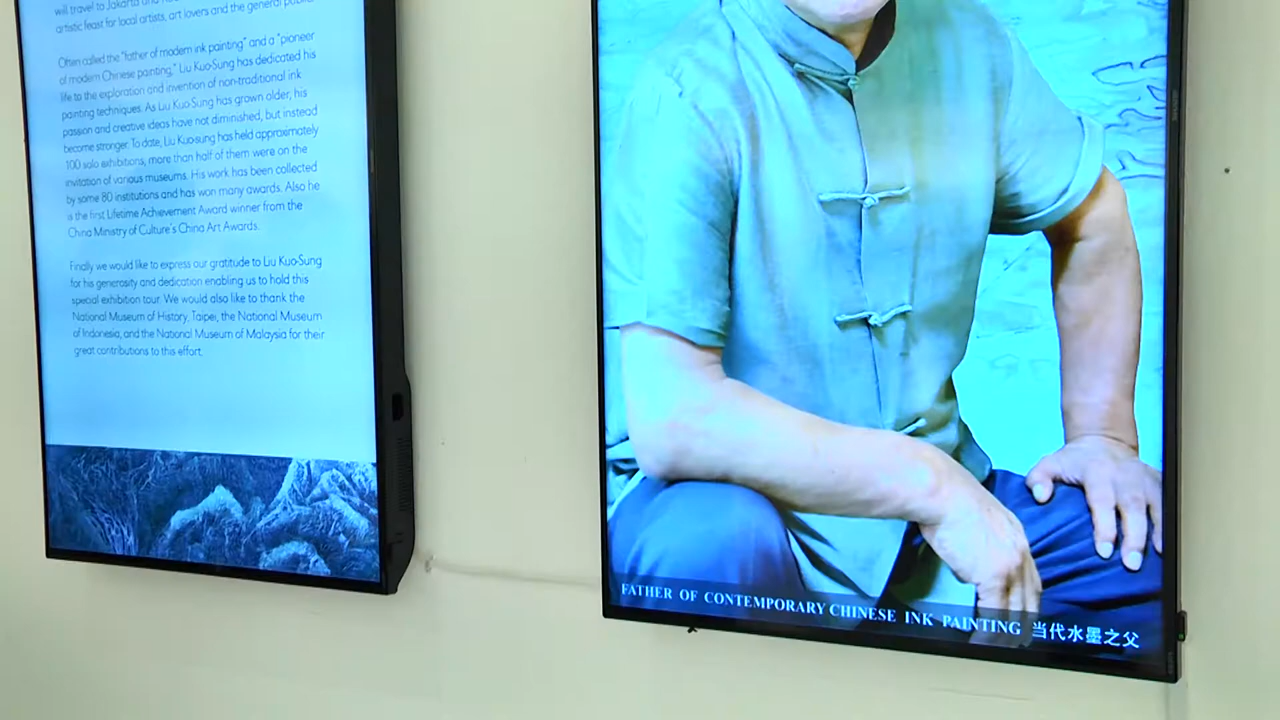 will travel to Jakarta and
artistic feast for local artists, art lovers and the general public.
Often called the "father of modern ink painting" and a "pioneer
of modern Chinese painting," Liu Kuo-Sung has dedicated his
life to the exploration and invention of non-traditional ink
painting techniques. As Liu Kuo-Sung has grown older, his
passion and creative ideas have not diminished, but instead
become stronger. To date, Liu Kuo-sung has held approximately
100 solo exhibitions, more than half of them were on the
invitation of various museums. His work has been collected
by some 80 institutions and has won many awards. Also he
is the first Lifetime Achievement Award winner from the
China Ministry of Culture's China Art Awards.
Finally we would like to express our gratitude to Liu Kuo-Sung
for his generosity and dedication enabling us to hold this
special exhibition tour. We would also like to thank the
National Museum of History, Taipei, the National Museum
of Indonesia, and the National Museum of Malaysia for their
great contributions to this effort.
FATHER OF CONTEMPORARY CHINESE INK PAINTING 当代水墨之父